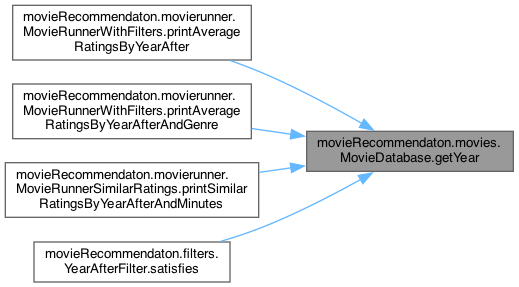 movieRecommendaton.movierunner.
MovieRunnerWithFilters.printAverage
RatingsByYearAfter
movieRecommendaton.movierunner.
MovieRunnerWithFilters.printAverage
RatingsByYearAfterAndGenre
movieRecommendaton.movies.
MovieDatabase.getYear
movieRecommendaton.movierunner.
MovieRunnerSimilarRatings.printSimilar
RatingsByYearAfterAndMinutes
movieRecommendaton.filters.
YearAfterFilter.satisfies